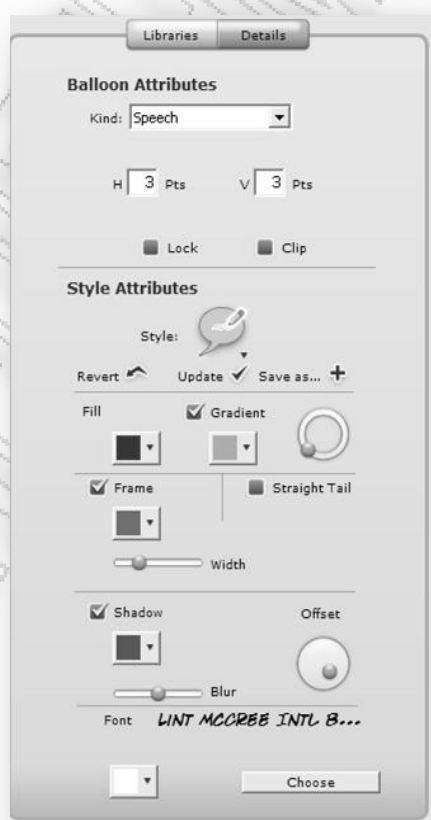 Libraries Details
Balloon Attributes
Kind: Speech
H 3 Pts V 3 Pts
Lock Clip
Style Attributes
Style:
Revert Update Save as...
Fill Gradient
Frame Straight Tail
Width
Shadow Offset
Blur
Font LINT MCCREE INTL B...
Choose